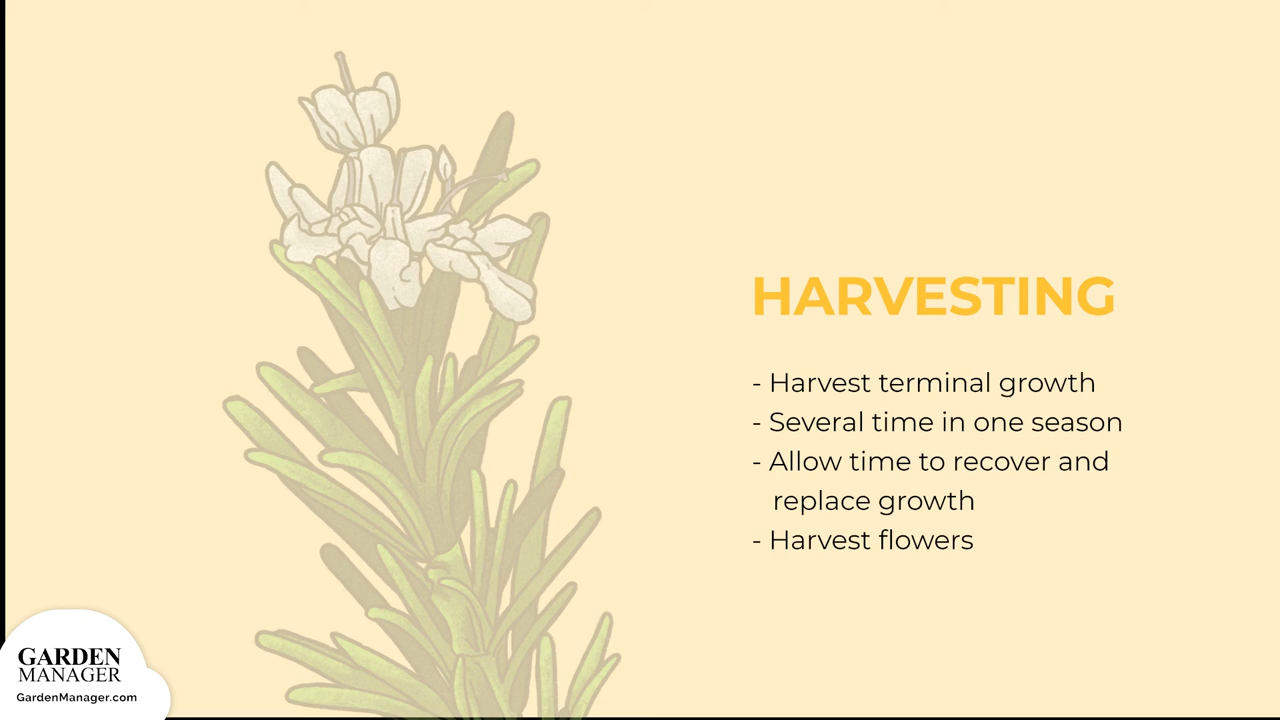 HARVESTING
- Harvest terminal growth
- Several time in one season
- Allow time to recover and
replace growth
- Harvest flowers
GARDEN
MANAGER
GardenManager.com